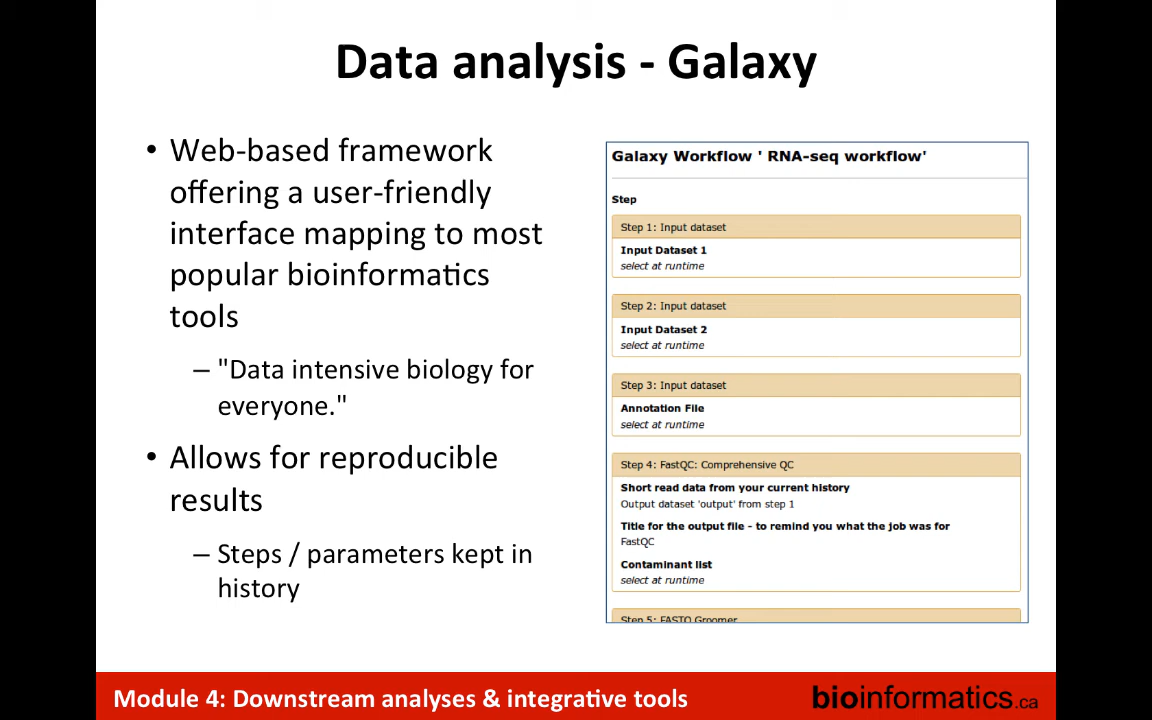 Data analysis - Galaxy
• Web-based framework
offering a user-friendly
interface mapping to most
popular bioinformatics
tools
– "Data intensive biology for
everyone."
• Allows for reproducible
results
– Steps / parameters kept in
history
Galaxy Workflow ' RNA-seq workflow'
Step
Step 1: Input dataset
Input Dataset 1
select at runtime
Step 2: Input dataset
Input Dataset 2
select at runtime
Step 3: Input dataset
Annotation File
select at runtime
Step 4: FastQC: Comprehensive QC
Short read data from your current history
Output dataset 'output' from step 1
Title for the output file - to remind you what the job was for
FastQC
Contaminant list
select at runtime
Step 5: FASTQ Groomer
Module 4: Downstream analyses & integrative tools
bioinformatics.ca